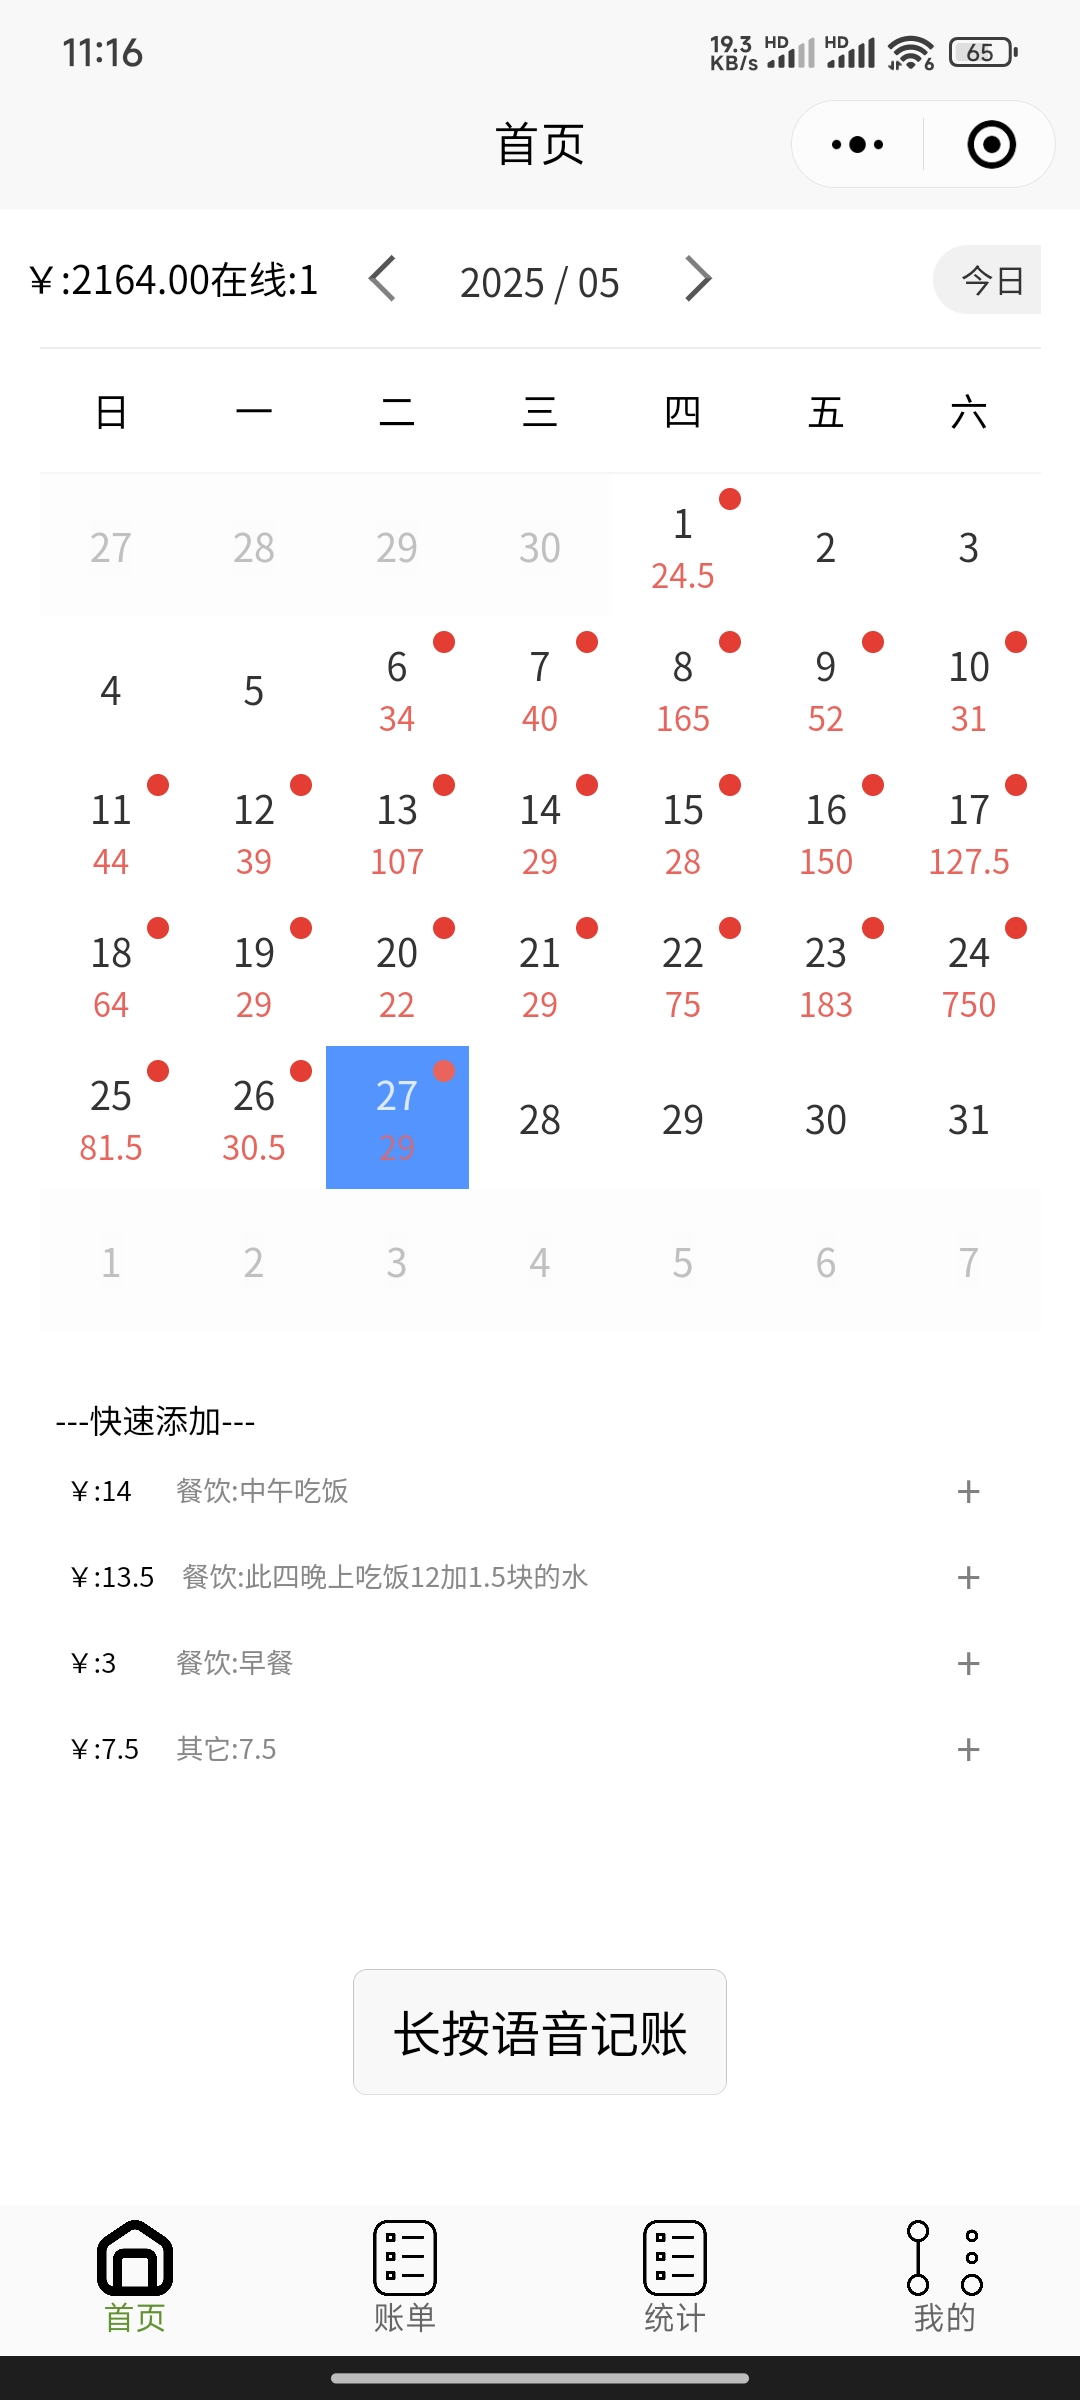 11:16 19.3 KB/s HD HD 6 65
首页
￥:2164.00在线:1 2025 / 05 今日
日 一 二 三 四 五 六
27 28 29 30 1 2 3
24.5
4 5 6 7 8 9 10
34 40 165 52 31
11 12 13 14 15 16 17
44 39 107 29 28 150 127.5
18 19 20 21 22 23 24
64 29 22 29 75 183 750
25 26 27 28 29 30 31
81.5 30.5 29
1 2 3 4 5 6 7
---快速添加---
￥:14 餐饮:中午吃饭 +
￥:13.5 餐饮:此四晚上吃饭12加1.5块的水 +
￥:3 餐饮:早餐 +
￥:7.5 其它:7.5 +
长按语音记账
首页 账单 统计 我的